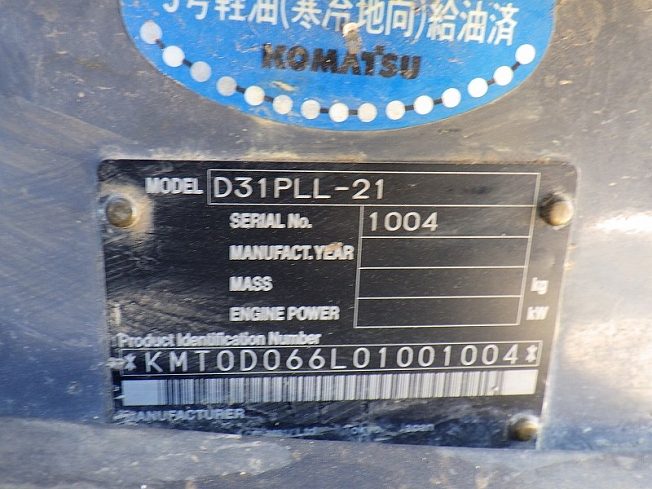 号軽油(寒冷地向)給油済
KOMATSU
MODEL D31PLL-21
SERIAL No. 1004
MANUFACT.YEAR
MASS kg
ENGINE POWER kW
Product Identification Number
*KMT0D066L01001004*
MANUFACTURER
Japan